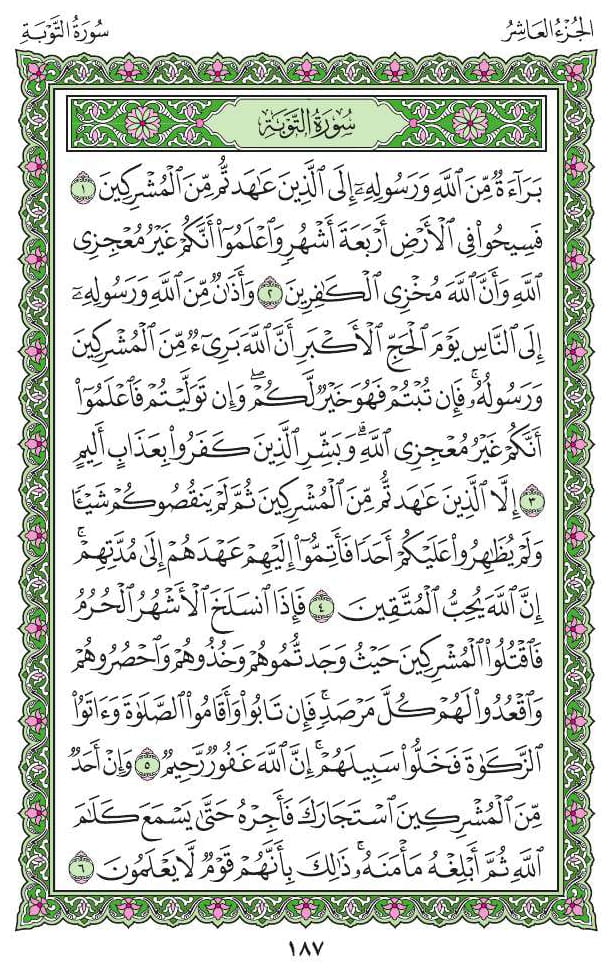 الجُزْءُ العَاشِرُ
سُورَةُ التَّوْبَةِ
سُورَةُ التَّوْبَةِ
بَرَآءَةٌ مِّنَ ٱللَّهِ وَرَسُولِهِۦٓ إِلَى ٱلَّذِينَ عَٰهَدتُّم مِّنَ ٱلْمُشْرِكِينَ ١
فَسِيحُوا۟ فِى ٱلْأَرْضِ أَرْبَعَةَ أَشْهُرٍ وَٱعْلَمُوٓا۟ أَنَّكُمْ غَيْرُ مُعْجِزِى
ٱللَّهِ وَأَنَّ ٱللَّهَ مُخْزِى ٱلْكَٰفِرِينَ ٢ وَأَذَٰنٌ مِّنَ ٱللَّهِ وَرَسُولِهِۦٓ
إِلَى ٱلنَّاسِ يَوْمَ ٱلْحَجِّ ٱلْأَكْبَرِ أَنَّ ٱللَّهَ بَرِىٓءٌ مِّنَ ٱلْمُشْرِكِينَ
وَرَسُولُهُۥ ۚ فَإِن تُبْتُمْ فَهُوَ خَيْرٌ لَّكُمْ ۖ وَإِن تَوَلَّيْتُمْ فَٱعْلَمُوٓا۟
أَنَّكُمْ غَيْرُ مُعْجِزِى ٱللَّهِ ۗ وَبَشِّرِ ٱلَّذِينَ كَفَرُوا۟ بِعَذَابٍ أَلِيمٍ
٣ إِلَّا ٱلَّذِينَ عَٰهَدتُّم مِّنَ ٱلْمُشْرِكِينَ ثُمَّ لَمْ يَنقُصُوكُمْ شَيْـًٔا
وَلَمْ يُظَٰهِرُوا۟ عَلَيْكُمْ أَحَدًا فَأَتِمُّوٓا۟ إِلَيْهِمْ عَهْدَهُمْ إِلَىٰ مُدَّتِهِمْ ۚ
إِنَّ ٱللَّهَ يُحِبُّ ٱلْمُتَّقِينَ ٤ فَإِذَا ٱنسَلَخَ ٱلْأَشْهُرُ ٱلْحُرُمُ
فَٱقْتُلُوا۟ ٱلْمُشْرِكِينَ حَيْثُ وَجَدتُّمُوهُمْ وَخُذُوهُمْ وَٱحْصُرُوهُمْ
وَٱقْعُدُوا۟ لَهُمْ كُلَّ مَرْصَدٍ ۚ فَإِن تَابُوا۟ وَأَقَامُوا۟ ٱلصَّلَوٰةَ وَءَاتَوُا۟
ٱلزَّكَوٰةَ فَخَلُّوا۟ سَبِيلَهُمْ ۚ إِنَّ ٱللَّهَ غَفُورٌ رَّحِيمٌ ٥ وَإِنْ أَحَدٌ
مِّنَ ٱلْمُشْرِكِينَ ٱسْتَجَارَكَ فَأَجِرْهُ حَتَّىٰ يَسْمَعَ كَلَٰمَ
ٱللَّهِ ثُمَّ أَبْلِغْهُ مَأْمَنَهُۥ ۚ ذَٰلِكَ بِأَنَّهُمْ قَوْمٌ لَّا يَعْلَمُونَ ٦
١٨٧